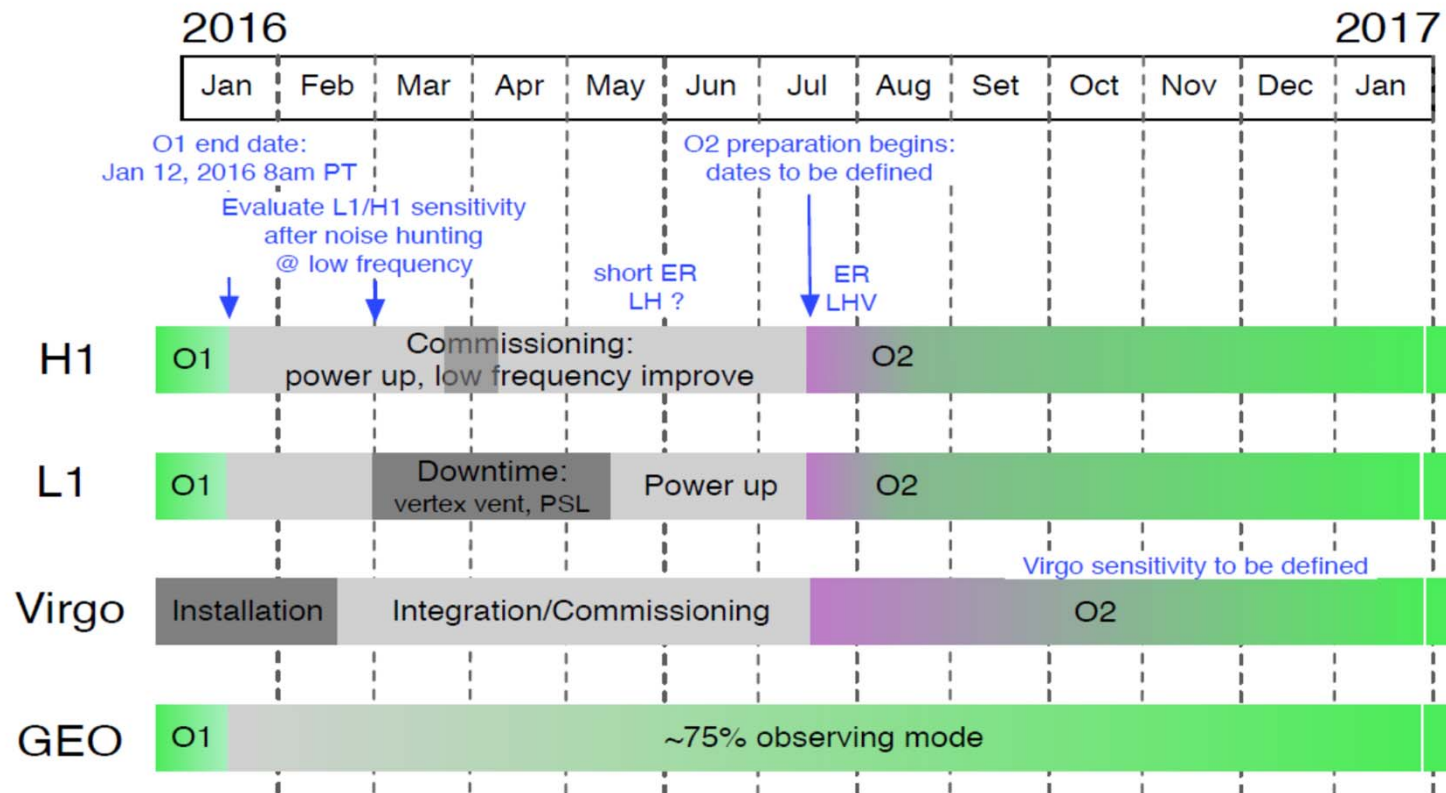 2016 2017
Jan Feb Mar Apr May Jun Jul Aug Set Oct Nov Dec Jan
O1 end date:
Jan 12, 2016 8am PT
Evaluate L1/H1 sensitivity
after noise hunting
@ low frequency
short ER
LH ?
O2 preparation begins:
dates to be defined
ER
LHV
H1
O1
Commissioning:
power up, low frequency improve
O2
L1
O1
Downtime:
vertex vent, PSL
Power up
O2
Virgo sensitivity to be defined
Virgo
Installation
Integration/Commissioning
O2
GEO
O1
~75% observing mode